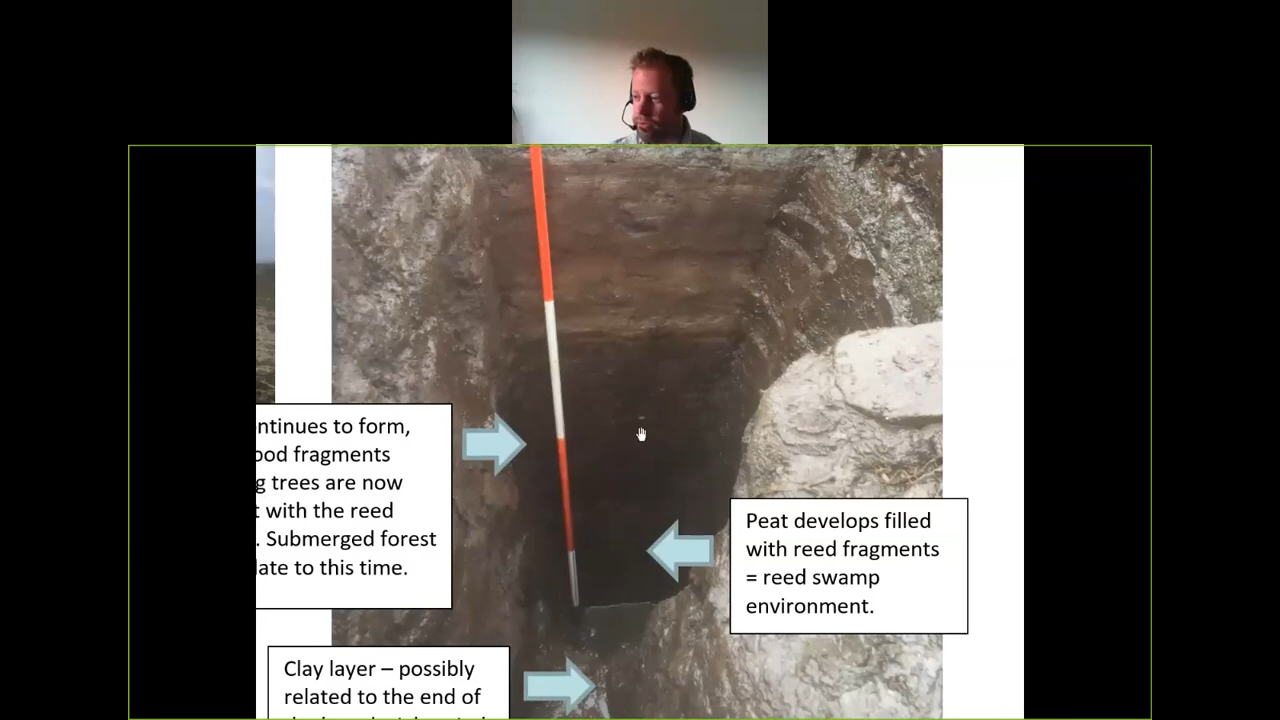 ntinues to form,
ood fragments
g trees are now
t with the reed
. Submerged forest
late to this time.
Peat develops filled
with reed fragments
= reed swamp
environment.
Clay layer – possibly
related to the end of